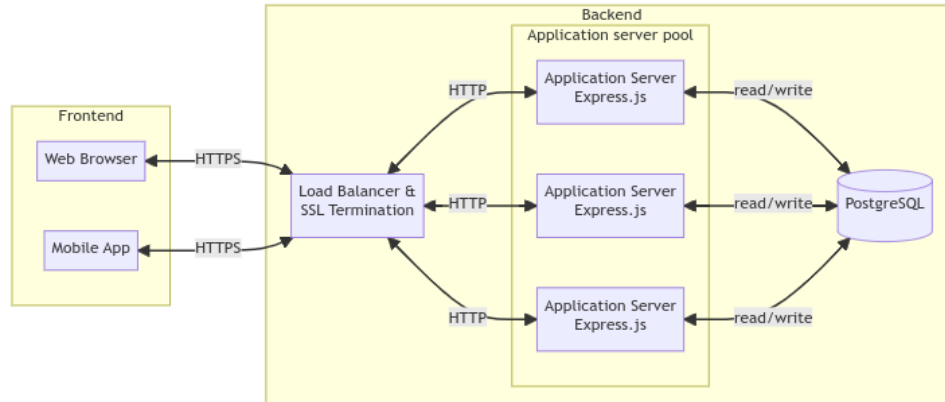 Backend
Application server pool
Application Server
Express.js
HTTP
read/write
Frontend
Web Browser
HTTPS
Load Balancer &
SSL Termination
HTTP
Application Server
Express.js
read/write
PostgreSQL
Mobile App
HTTPS
HTTP
Application Server
Express.js
read/write